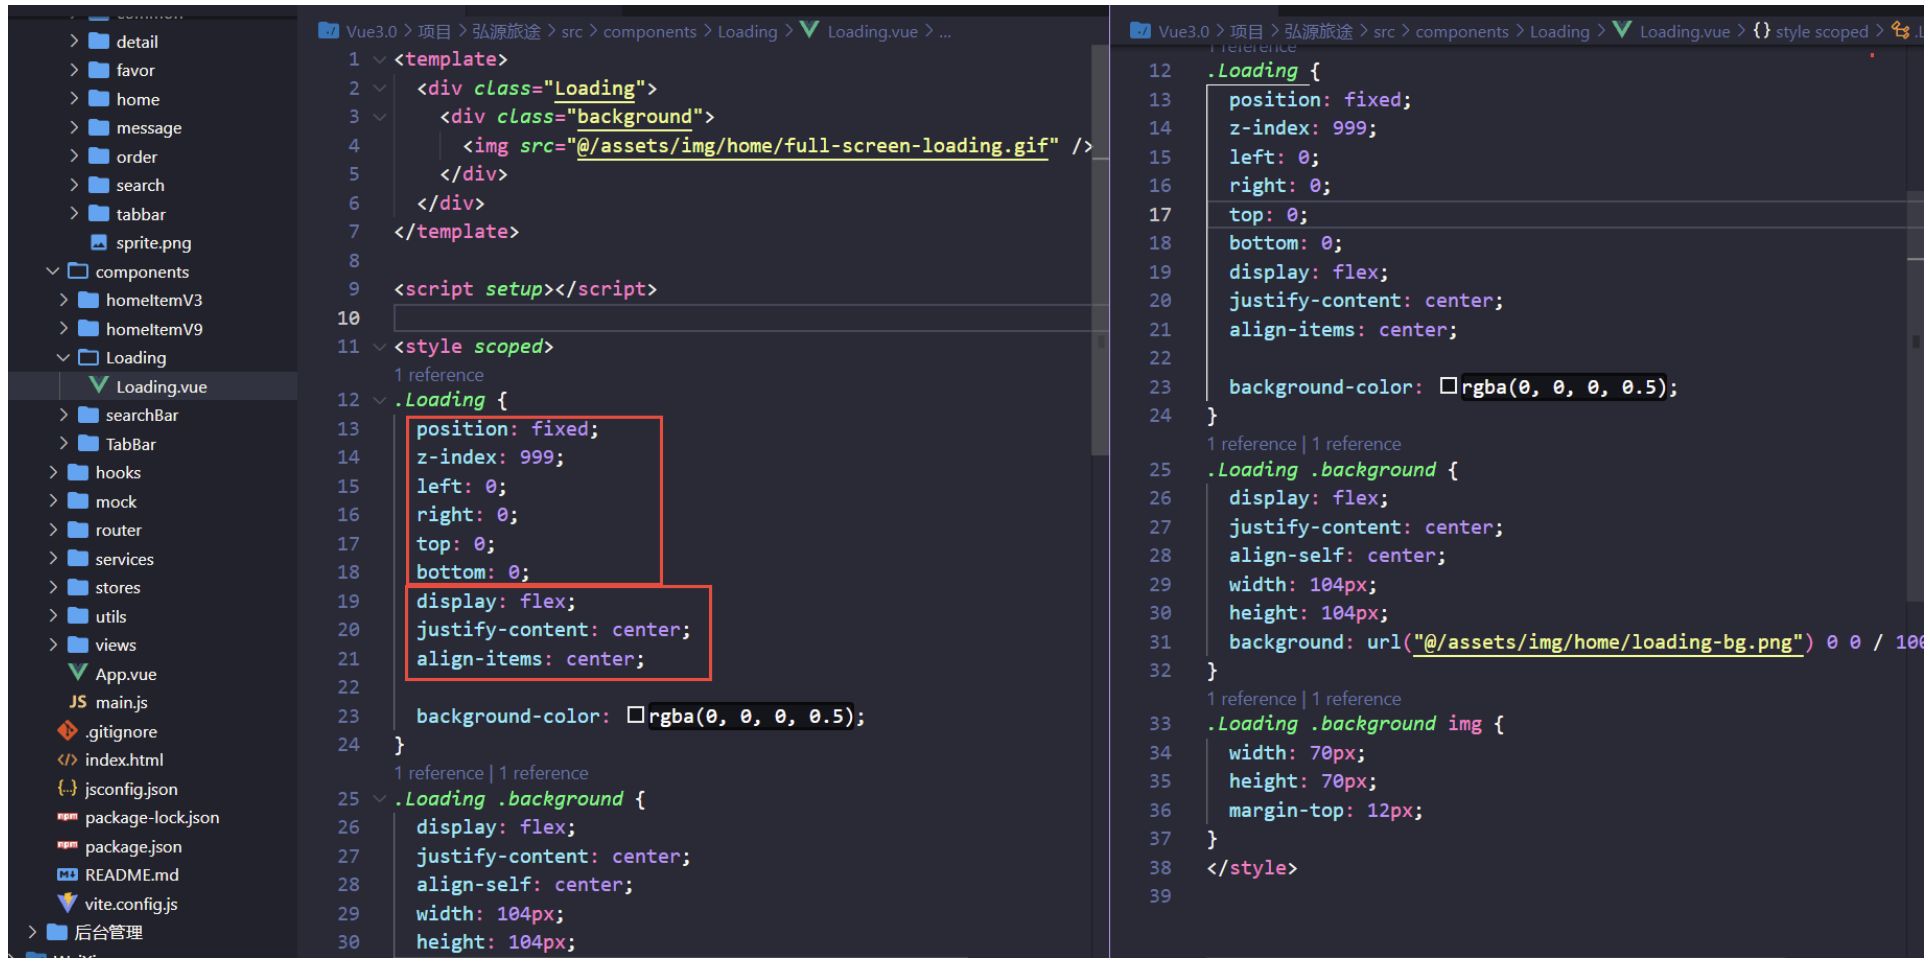 common
detail
favor
home
message
order
search
tabbar
sprite.png
components
homeItemV3
homeItemV9
Loading
Loading.vue
searchBar
TabBar
hooks
mock
router
services
stores
utils
views
App.vue
JS main.js
.gitignore
index.html
jsconfig.json
package-lock.json
package.json
README.md
vite.config.js
后台管理
Vue3.0 > 项目 > 弘源旅途 > src > components > Loading > Loading.vue > ...
1 <template>
2 <div class="Loading">
3 <div class="background">
4 <img src="@/assets/img/home/full-screen-loading.gif" />
5 </div>
6 </div>
7 </template>
8
9 <script setup></script>
10
11 <style scoped>
1 reference
12 .Loading {
13 position: fixed;
14 z-index: 999;
15 left: 0;
16 right: 0;
17 top: 0;
18 bottom: 0;
19 display: flex;
20 justify-content: center;
21 align-items: center;
22
23 background-color: rgba(0, 0, 0, 0.5);
24 }
1 reference | 1 reference
25 .Loading .background {
26 display: flex;
27 justify-content: center;
28 align-self: center;
29 width: 104px;
30 height: 104px;
Vue3.0 > 项目 > 弘源旅途 > src > components > Loading > Loading.vue > {} style scoped >
1 reference
12 .Loading {
13 position: fixed;
14 z-index: 999;
15 left: 0;
16 right: 0;
17 top: 0;
18 bottom: 0;
19 display: flex;
20 justify-content: center;
21 align-items: center;
22
23 background-color: rgba(0, 0, 0, 0.5);
24 }
1 reference | 1 reference
25 .Loading .background {
26 display: flex;
27 justify-content: center;
28 align-self: center;
29 width: 104px;
30 height: 104px;
31 background: url("@/assets/img/home/loading-bg.png") 0 0 / 100
32 }
1 reference | 1 reference
33 .Loading .background img {
34 width: 70px;
35 height: 70px;
36 margin-top: 12px;
37 }
38 </style>
39